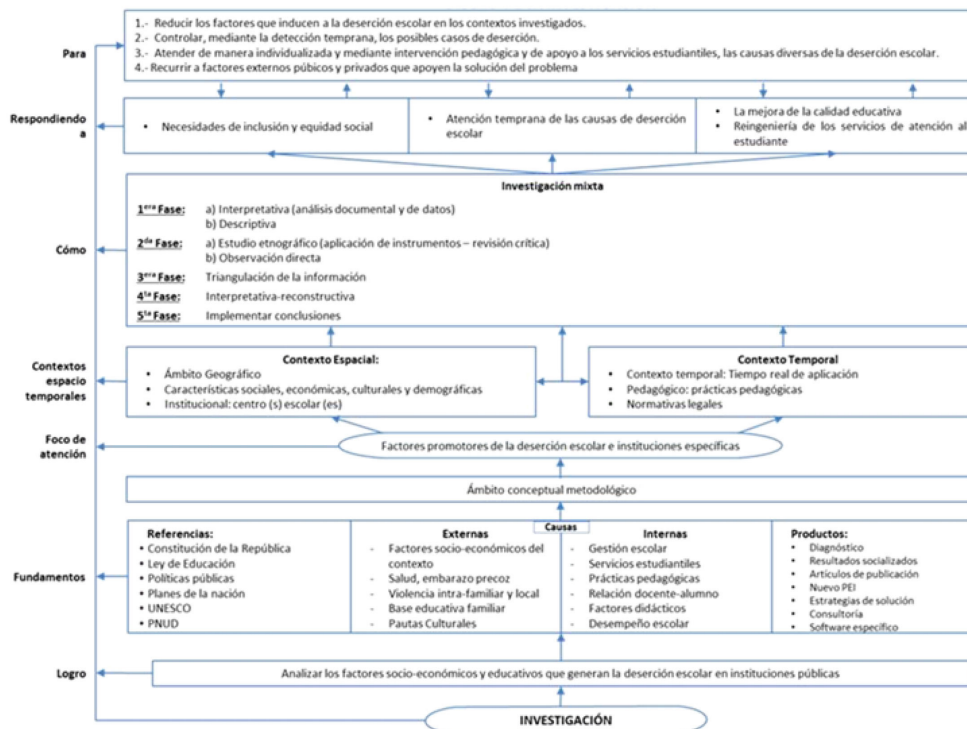 Para
1.- Reducir los factores que inducen a la deserción escolar en los contextos investigados.
2.- Controlar, mediante la detección temprana, los posibles casos de deserción.
3.- Atender de manera individualizada y mediante intervención pedagógica y de apoyo a los servicios estudiantiles, las causas diversas de la deserción escolar.
4.- Recurrir a factores externos púbicos y privados que apoyen la solución del problema
Respondiendo
a
• Necesidades de inclusión y equidad social
• Atención temprana de las causas de deserción
escolar
• La mejora de la calidad educativa
• Reingeniería de los servicios de atención al
estudiante
Cómo
Investigación mixta
1era Fase: a) Interpretativa (análisis documental y de datos)
b) Descriptiva
2da Fase: a) Estudio etnográfico (aplicación de instrumentos – revisión crítica)
b) Observación directa
3era Fase: Triangulación de la información
4ta Fase: Interpretativa-reconstructiva
5ta Fase: Implementar conclusiones
Contextos
espacio
temporales
Contexto Espacial:
• Ámbito Geográfico
• Características sociales, económicas, culturales y demográficas
• Institucional: centro (s) escolar (es)
Contexto Temporal
• Contexto temporal: Tiempo real de aplicación
• Pedagógico: prácticas pedagógicas
• Normativas legales
Foco de
atención
Factores promotores de la deserción escolar e instituciones específicas
Ámbito conceptual metodológico
Fundamentos
Referencias:
• Constitución de la República
• Ley de Educación
• Políticas públicas
• Planes de la nación
• UNESCO
• PNUD
Causas
Externas
- Factores socio-económicos del
contexto
- Salud, embarazo precoz
- Violencia intra-familiar y local
- Base educativa familiar
- Pautas Culturales
Internas
- Gestión escolar
- Servicios estudiantiles
- Prácticas pedagógicas
- Relación docente-alumno
- Factores didácticos
- Desempeño escolar
Productos:
• Diagnóstico
• Resultados socializados
• Artículos de publicación
• Nuevo PEI
• Estrategias de solución
• Consultoría
• Software específico
Logro
Analizar los factores socio-económicos y educativos que generan la deserción escolar en instituciones públicas
INVESTIGACIÓN